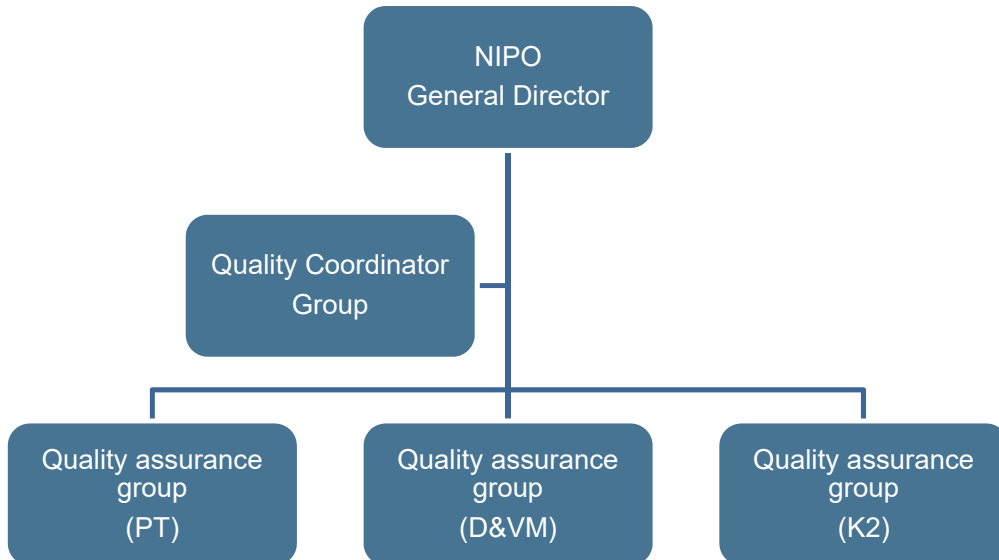 NIPO
General Director
Quality Coordinator
Group
Quality assurance
group
(PT)
Quality assurance
group
(D&VM)
Quality assurance
group
(K2)